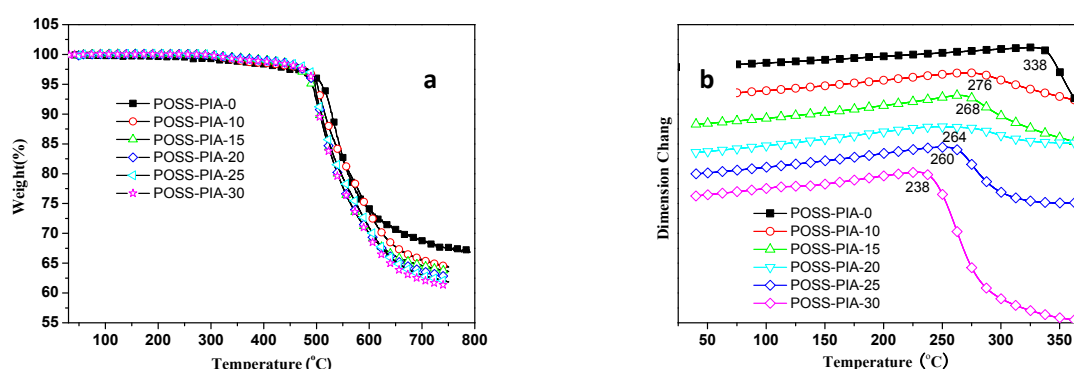 105
100
95
90
85
80
75
70
65
60
55
Weight(%)
a
POSS-PIA-0
POSS-PIA-10
POSS-PIA-15
POSS-PIA-20
POSS-PIA-25
POSS-PIA-30
100 200 300 400 500 600 700 800
Temperature (°C)
Dimension Chang
b
338
276
268
264
260
238
POSS-PIA-0
POSS-PIA-10
POSS-PIA-15
POSS-PIA-20
POSS-PIA-25
POSS-PIA-30
50 100 150 200 250 300 350
Temperature (°C)